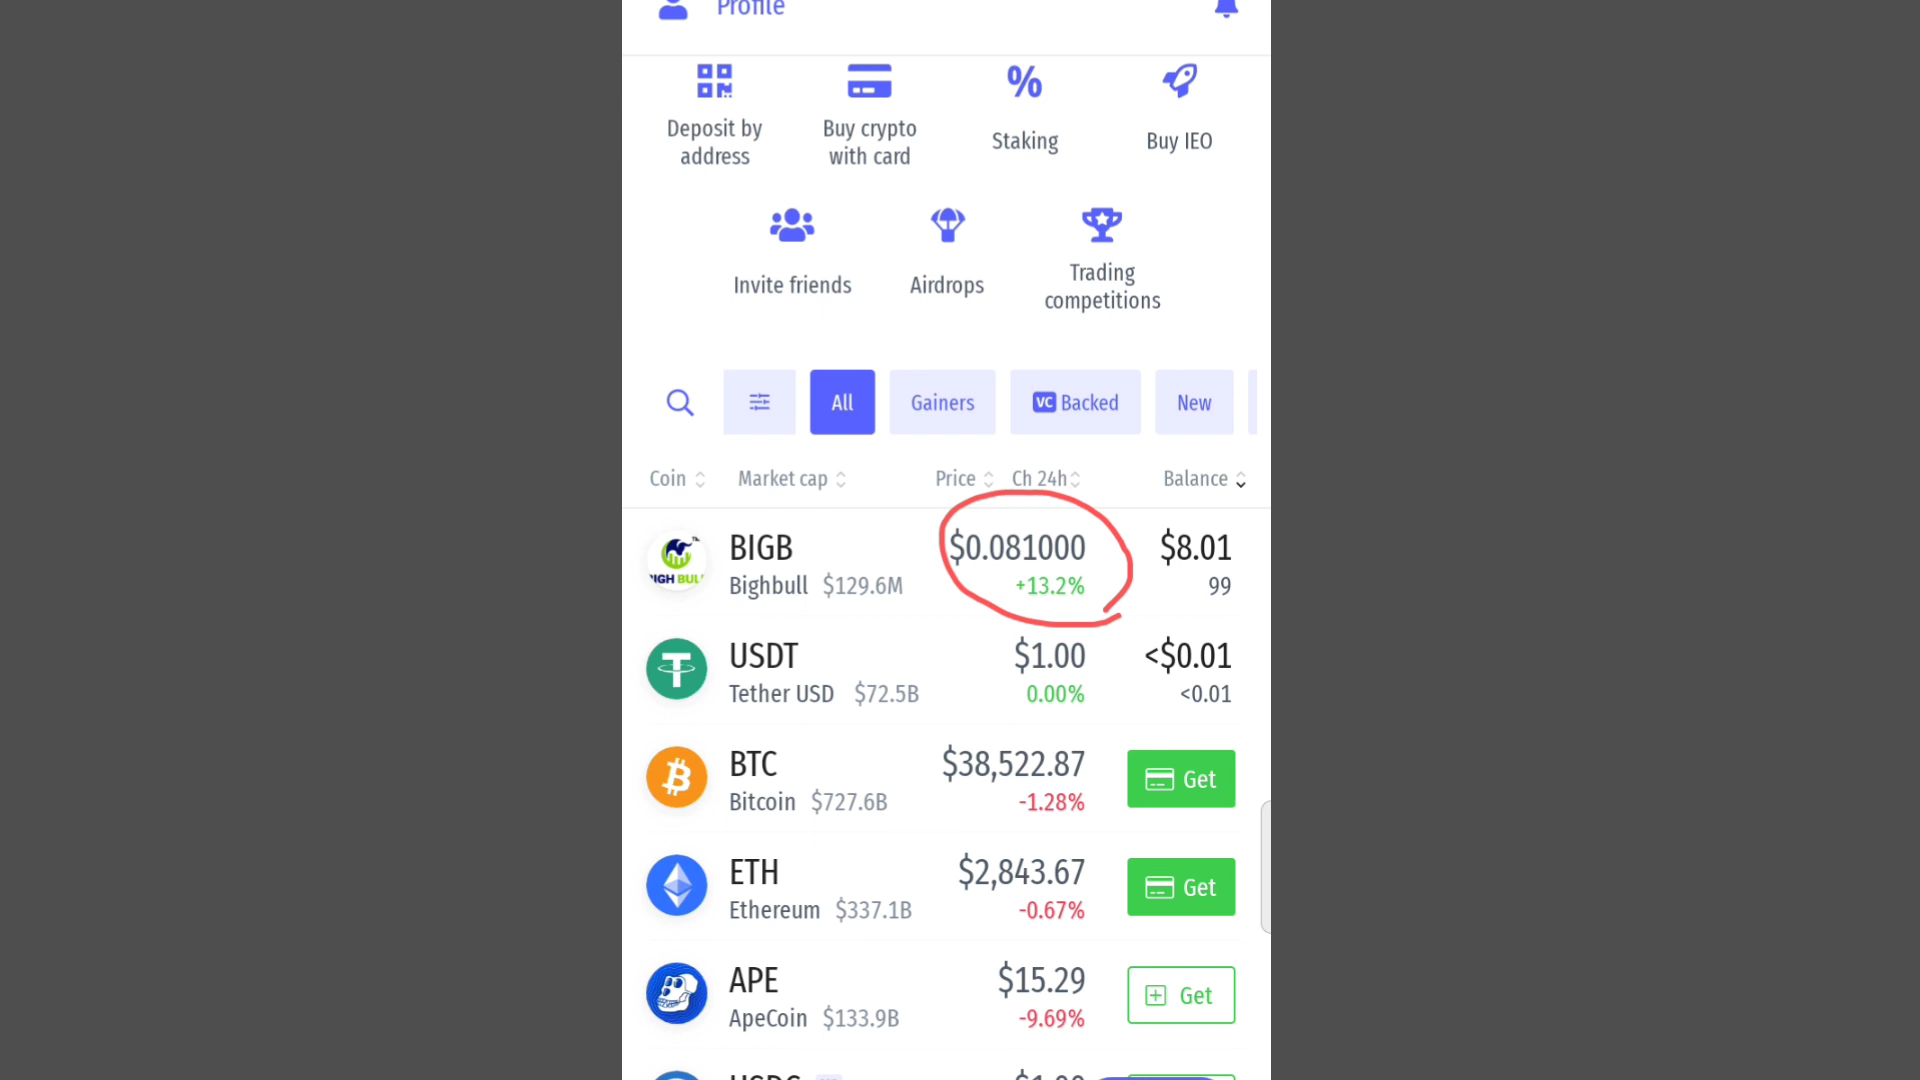 Profile
Deposit by address
Buy crypto with card
Staking
Buy IEO
Invite friends
Airdrops
Trading competitions
All
Gainers
VC Backed
New
Coin Market cap Price Ch 24h Balance
BIGB $0.081000 $8.01
Bighbull $129.6M +13.2% 99
USDT $1.00 <$0.01
Tether USD $72.5B 0.00% <0.01
BTC $38,522.87 Get
Bitcoin $727.6B -1.28%
ETH $2,843.67 Get
Ethereum $337.1B -0.67%
APE $15.29 Get
ApeCoin $133.9B -9.69%